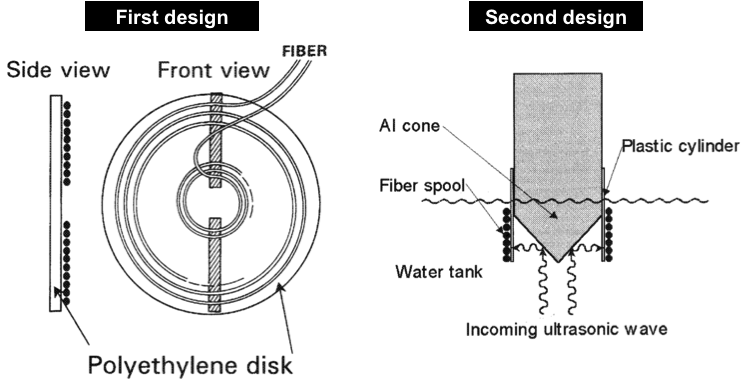 First design
Second design
FIBER
Side view
Front view
Polyethylene disk
Al cone
Plastic cylinder
Fiber spool
Water tank
Incoming ultrasonic wave